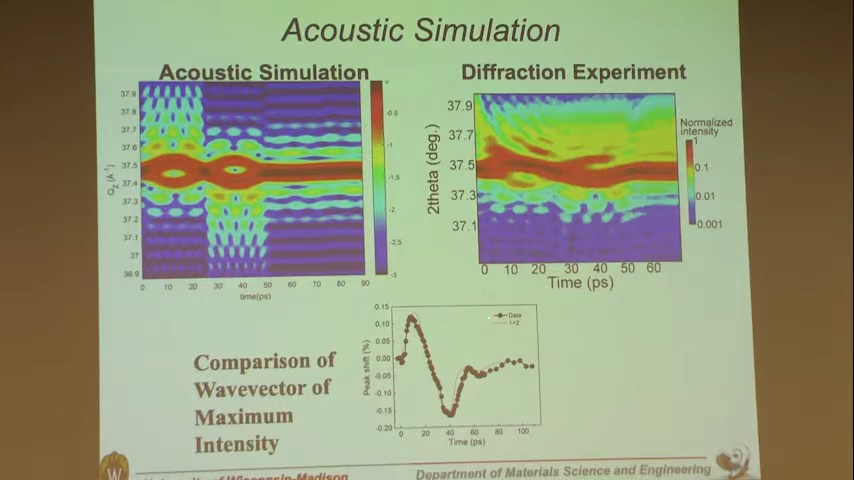 Acoustic Simulation
Acoustic Simulation
Diffraction Experiment
37.9
37.8
37.7
37.6
37.5
37.4
37.3
37.2
37.1
37
36.9
0 10 20 30 40 50 60 70 80 90
time(ps)
0
-0.5
-1
-1.5
-2
-2.5
-3
2theta (deg.)
37.9
37.7
37.5
37.3
37.1
0 10 20 30 40 50 60
Time (ps)
Normalized
intensity
1
0.1
0.01
0.001
Comparison of
Wavevector of
Maximum
Intensity
Peak shift (%)
0.15
0.10
0.05
0.00
-0.05
-0.10
-0.15
-0.20
0 20 40 60 80 100
Time (ps)
Data
W
University of Wisconsin-Madison
Department of Materials Science and Engineering